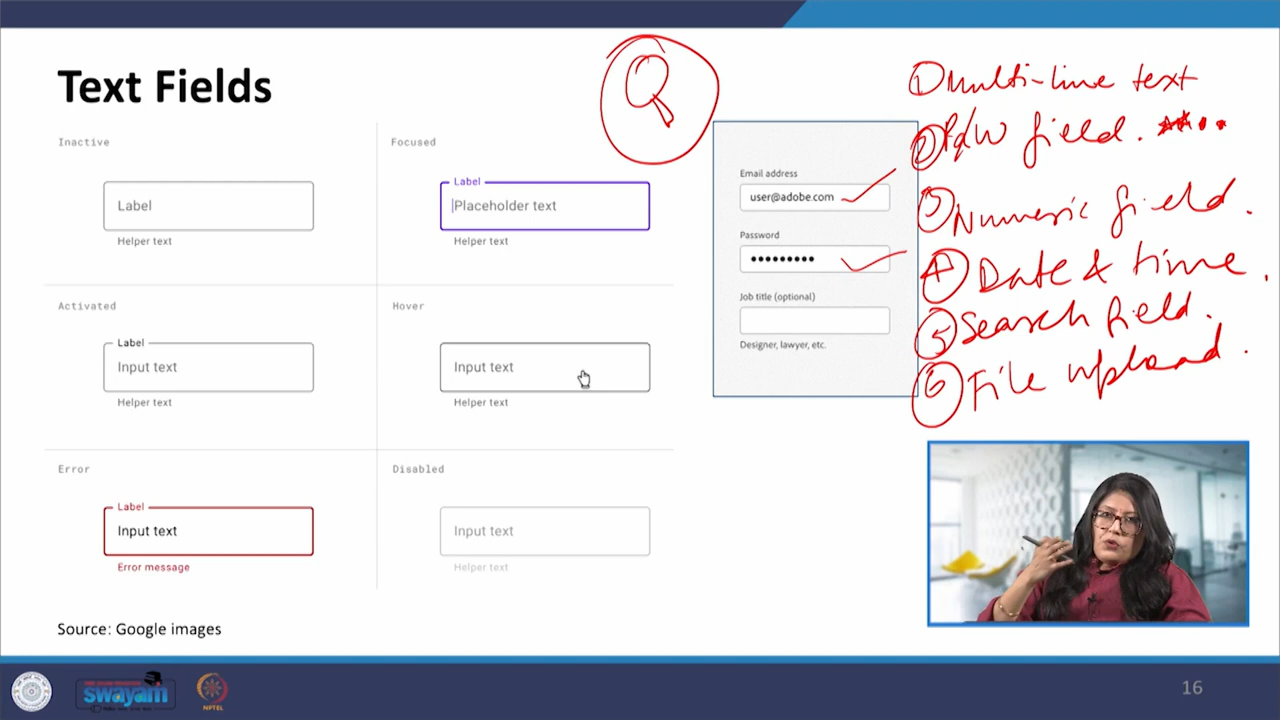 Text Fields
Inactive
Label
Helper text
Focused
Label
Placeholder text
Helper text
Activated
Label
Input text
Helper text
Hover
Input text
Helper text
Error
Label
Input text
Error message
Disabled
Input text
Helper text
Email address
user@adobe.com
Password
•••••••••
Job title (optional)
Designer, lawyer, etc.
① Multi-line text
② P/W field. **..
③ Numeric field.
④ Date & time.
⑤ Search field.
⑥ File upload.
Source: Google images
swayam
NPTEL
16